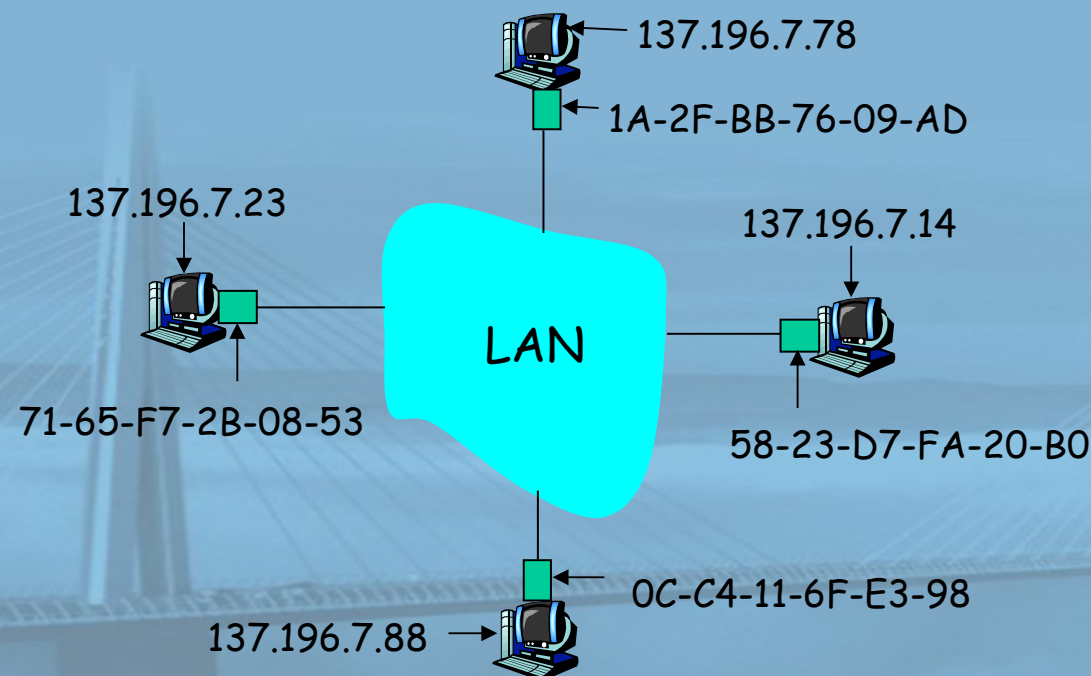 137.196.7.78
1A-2F-BB-76-09-AD
137.196.7.23
137.196.7.14
LAN
71-65-F7-2B-08-53
58-23-D7-FA-20-B0
0C-C4-11-6F-E3-98
137.196.7.88